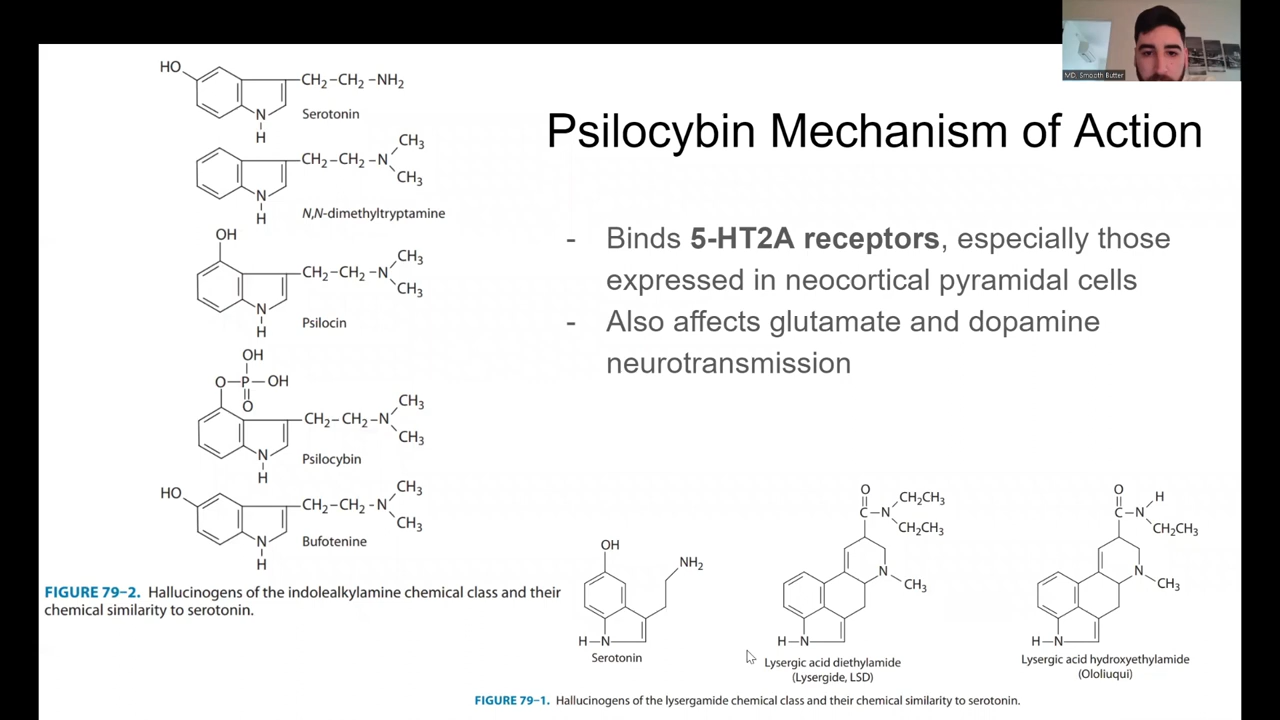 MD, Smooth Butter
Psilocybin Mechanism of Action
- Binds 5-HT2A receptors, especially those
expressed in neocortical pyramidal cells
- Also affects glutamate and dopamine
neurotransmission
HO
CH₂–CH₂–NH₂
N
H
Serotonin
CH₂–CH₂–N
CH₃
CH₃
N
H
N,N-dimethyltryptamine
OH
CH₂–CH₂–N
CH₃
CH₃
N
H
Psilocin
OH
O–P–OH
O
CH₂–CH₂–N
CH₃
CH₃
N
H
Psilocybin
HO
CH₂–CH₂-N
CH₃
CH₃
N
H
Bufotenine
FIGURE 79–2. Hallucinogens of the indolealkylamine chemical class and their
chemical similarity to serotonin.
OH
NH₂
H–N
Serotonin
O
C–N
CH₂CH₃
CH₂CH₃
N
CH₃
H–N
Lysergic acid diethylamide
(Lysergide, LSD)
O
H
C–N
CH₂CH₃
N
CH₃
H–N
Lysergic acid hydroxyethylamide
(Ololiuqui)
FIGURE 79–1. Hallucinogens of the lysergamide chemical class and their chemical similarity to serotonin.